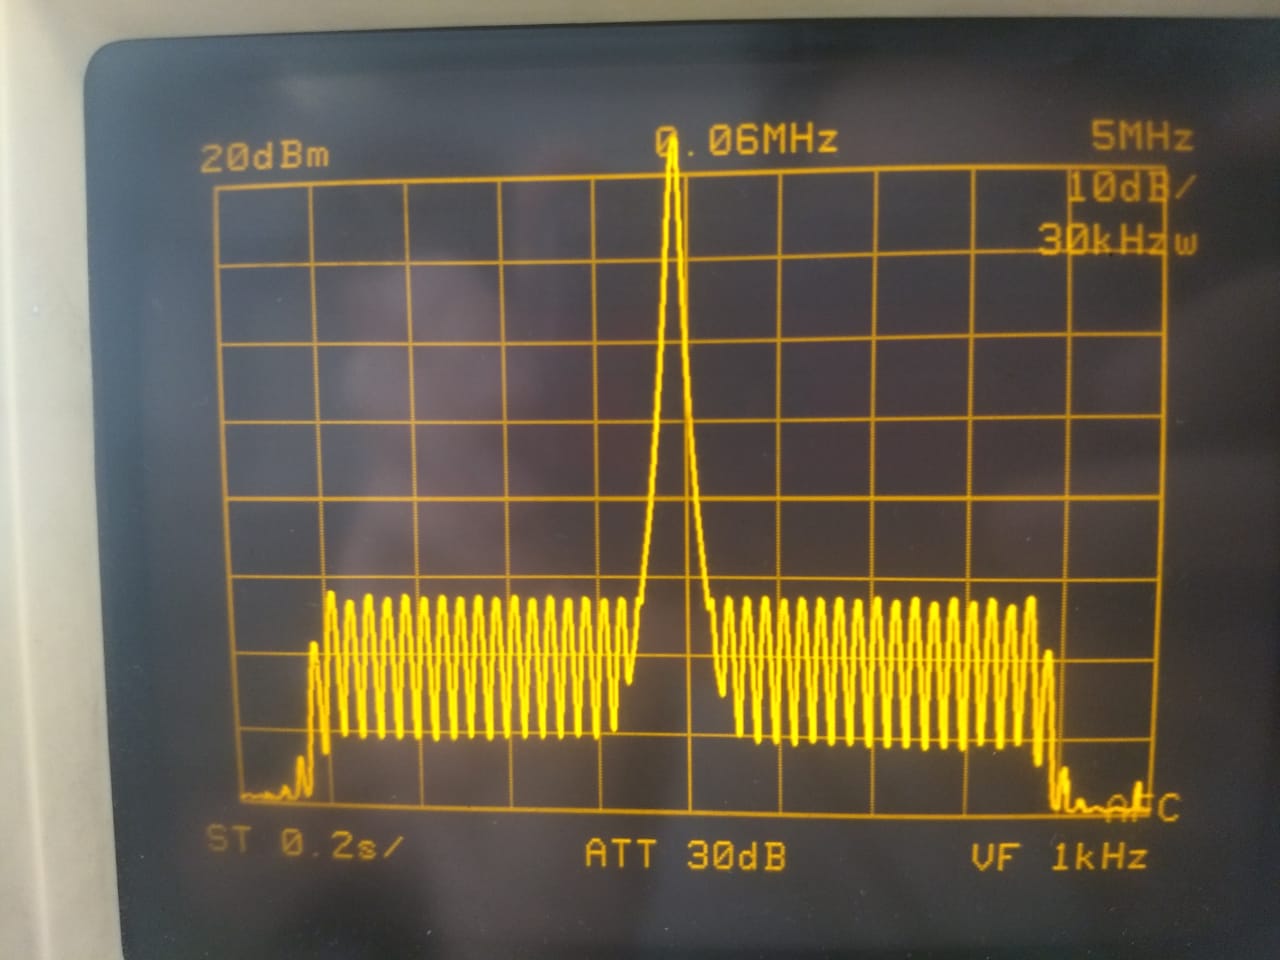 20dBm 0.06MHz 5MHz
10dB/
30kHz w
AFC
ST 0.2s/ ATT 30dB VF 1kHz